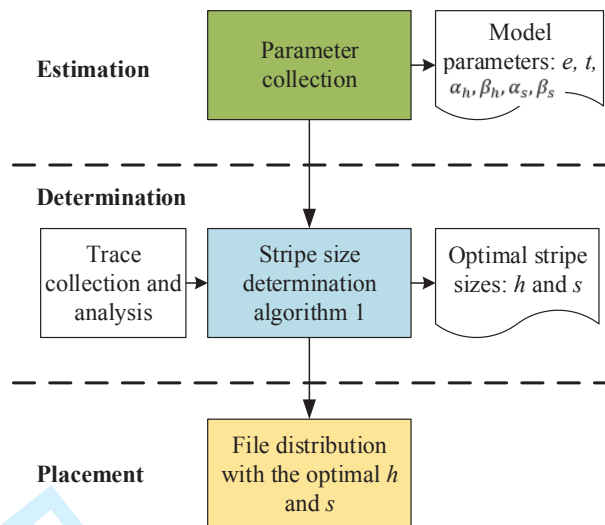 Estimation
Parameter
collection
Model
parameters: e, t,
αₕ, βₕ, αₛ, βₛ
Determination
Trace
collection and
analysis
Stripe size
determination
algorithm 1
Optimal stripe
sizes: h and s
Placement
File distribution
with the optimal h
and s